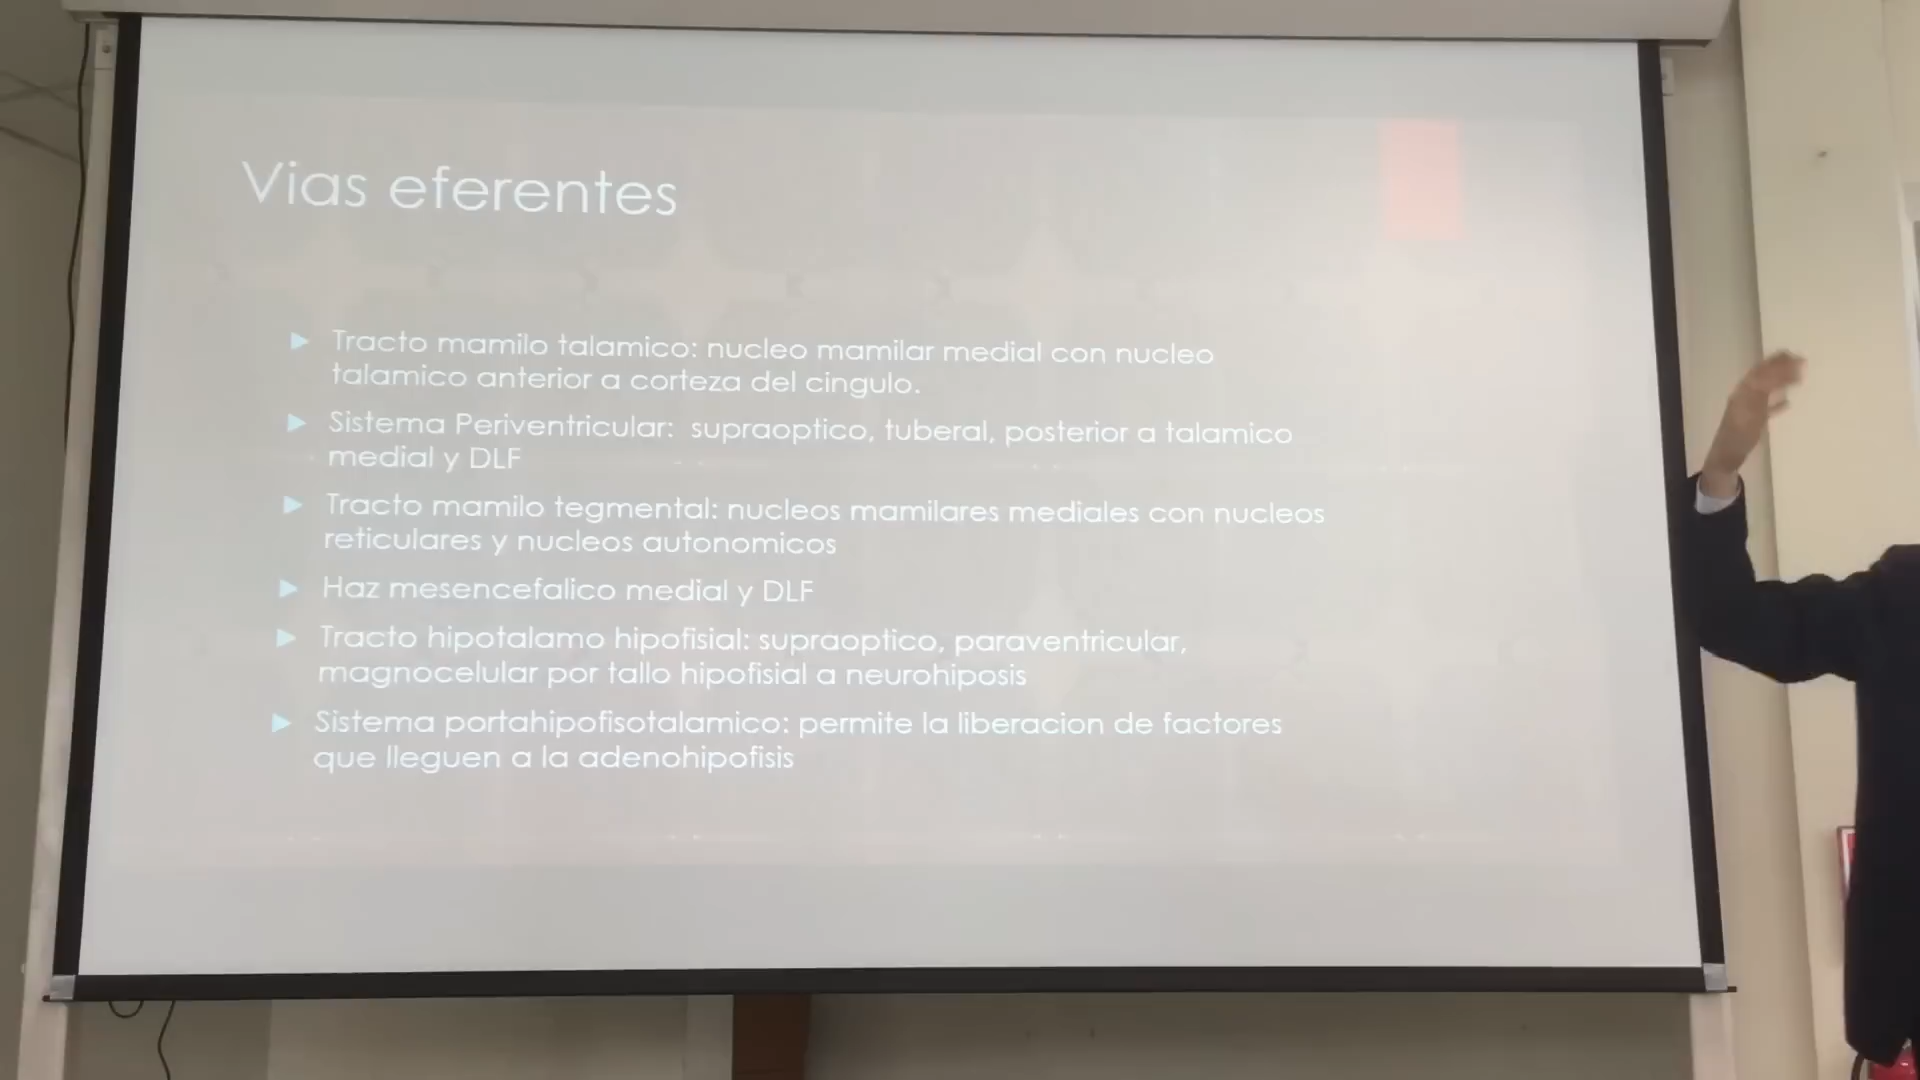 Vias eferentes
Tracto mamilo talamico: nucleo mamilar medial con nucleo
talamico anterior a corteza del cingulo.
Sistema Periventricular: supraoptico, tuberal, posterior a talamico
medial y DLF
Tracto mamilo tegmental: nucleos mamilares mediales con nucleos
reticulares y nucleos autonomicos
Haz mesencefalico medial y DLF
Tracto hipotalamo hipofisial: supraoptico, paraventricular,
magnocelular por tallo hipofisial a neurohiposis
Sistema portahipofisotalamico: permite la liberacion de factores
que lleguen a la adenohipofisis